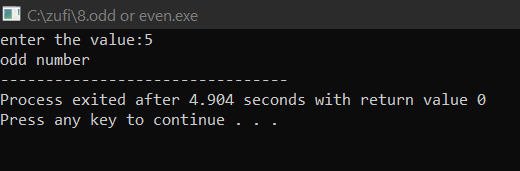 C:\zufi\8.odd or even.exe
enter the value:5
odd number
--------------------------------
Process exited after 4.904 seconds with return value 0
Press any key to continue . . .